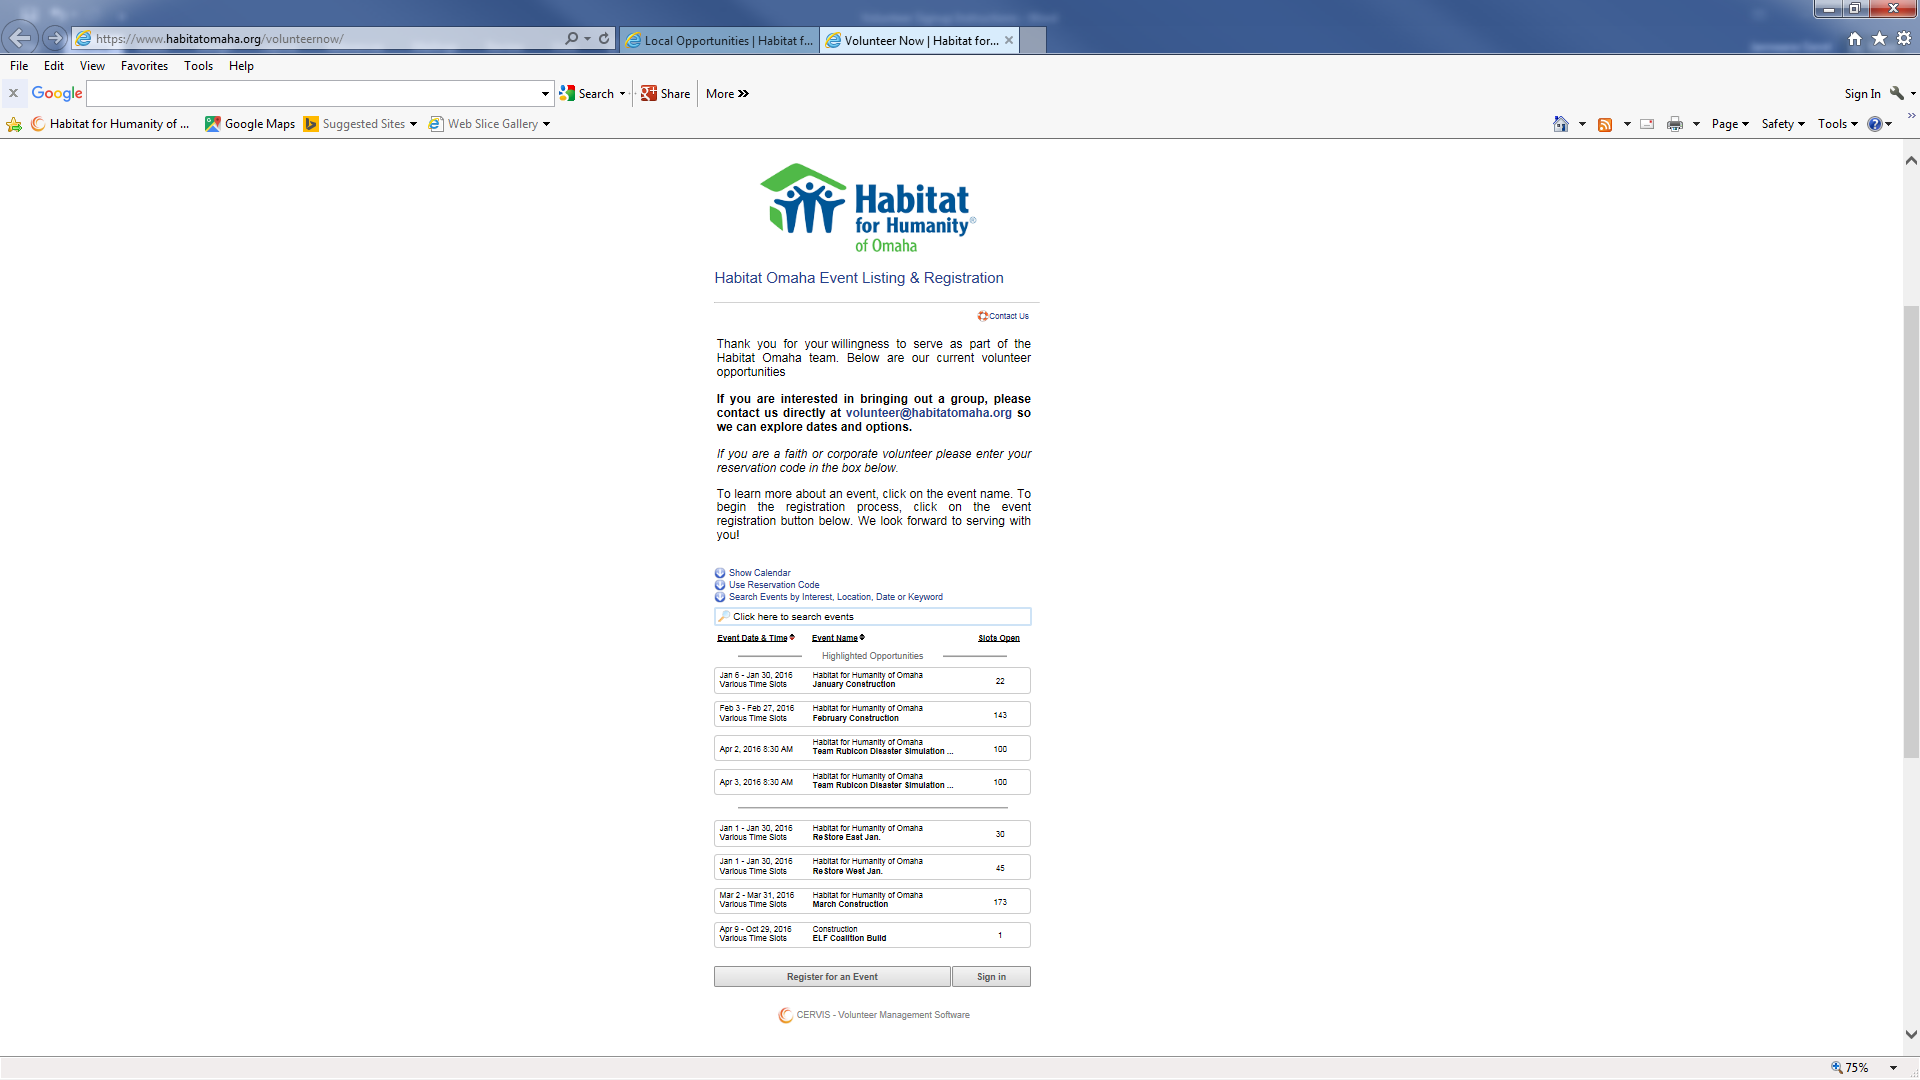 https://www.habitatomaha.org/volunteernow/
Local Opportunities | Habitat f...
Volunteer Now | Habitat for...
File Edit View Favorites Tools Help
x Google Search Share More »
Sign In
Habitat for Humanity of ... Google Maps Suggested Sites Web Slice Gallery
Page Safety Tools
Habitat
for Humanity®
of Omaha
Habitat Omaha Event Listing & Registration
Contact Us
Thank you for your willingness to serve as part of the
Habitat Omaha team. Below are our current volunteer
opportunities
If you are interested in bringing out a group, please
contact us directly at volunteer@habitatomaha.org so
we can explore dates and options.
If you are a faith or corporate volunteer please enter your
reservation code in the box below.
To learn more about an event, click on the event name. To
begin the registration process, click on the event
registration button below. We look forward to serving with
you!
Show Calendar
Use Reservation Code
Search Events by Interest, Location, Date or Keyword
Click here to search events
Event Date & Time Event Name Slots Open
Highlighted Opportunities
Jan 6 - Jan 30, 2016 Habitat for Humanity of Omaha
Various Time Slots January Construction 22
Feb 3 - Feb 27, 2016 Habitat for Humanity of Omaha
Various Time Slots February Construction 143
Habitat for Humanity of Omaha
Apr 2, 2016 8:30 AM Team Rubicon Disaster Simulation ... 100
Habitat for Humanity of Omaha
Apr 3, 2016 8:30 AM Team Rubicon Disaster Simulation ... 100
Jan 1 - Jan 30, 2016 Habitat for Humanity of Omaha
Various Time Slots ReStore East Jan. 30
Jan 1 - Jan 30, 2016 Habitat for Humanity of Omaha
Various Time Slots ReStore West Jan. 45
Mar 2 - Mar 31, 2016 Habitat for Humanity of Omaha
Various Time Slots March Construction 173
Apr 9 - Oct 29, 2016 Construction
Various Time Slots ELF Coalition Build 1
Register for an Event Sign in
CERVIS - Volunteer Management Software
75%